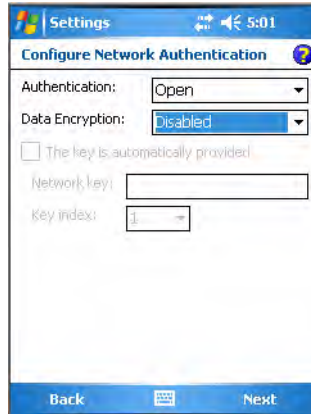 Settings 5:01
Configure Network Authentication ?
Authentication: Open
Data Encryption: Disabled
The key is automatically provided
Network key:
Key index: 1
Back Next